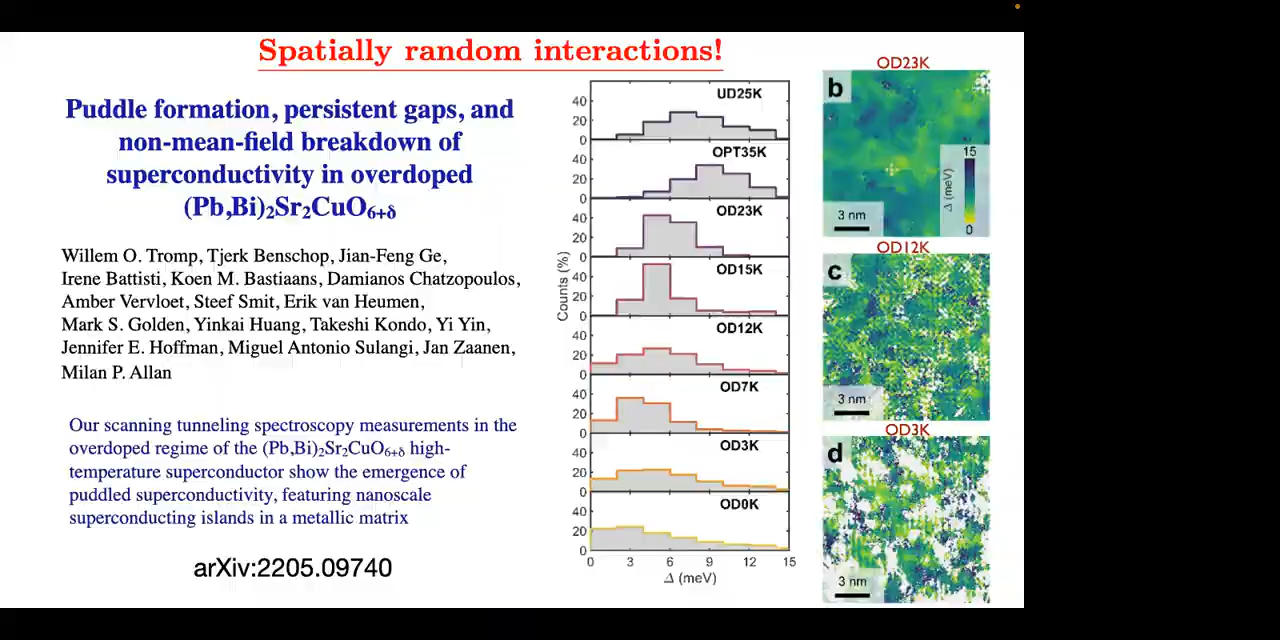 Spatially random interactions!
Puddle formation, persistent gaps, and
non-mean-field breakdown of
superconductivity in overdoped
(Pb,Bi)₂Sr₂CuO₆₊δ
Willem O. Tromp, Tjerk Benschop, Jian-Feng Ge,
Irene Battisti, Koen M. Bastiaans, Damianos Chatzopoulos,
Amber Vervloet, Steef Smit, Erik van Heumen,
Mark S. Golden, Yinkai Huang, Takeshi Kondo, Yi Yin,
Jennifer E. Hoffman, Miguel Antonio Sulangi, Jan Zaanen,
Milan P. Allan
Our scanning tunneling spectroscopy measurements in the
overdoped regime of the (Pb,Bi)₂Sr₂CuO₆₊δ high-
temperature superconductor show the emergence of
puddled superconductivity, featuring nanoscale
superconducting islands in a metallic matrix
arXiv:2205.09740
Counts (%)
UD25K
40
20
0
OPT35K
40
20
0
OD23K
40
20
0
OD15K
40
20
0
OD12K
40
20
0
OD7K
40
20
0
OD3K
40
20
0
OD0K
40
20
0
0 3 6 9 12 15
Δ (meV)
OD23K
b
15
Δ (meV)
0
3 nm
OD12K
c
3 nm
OD3K
d
3 nm